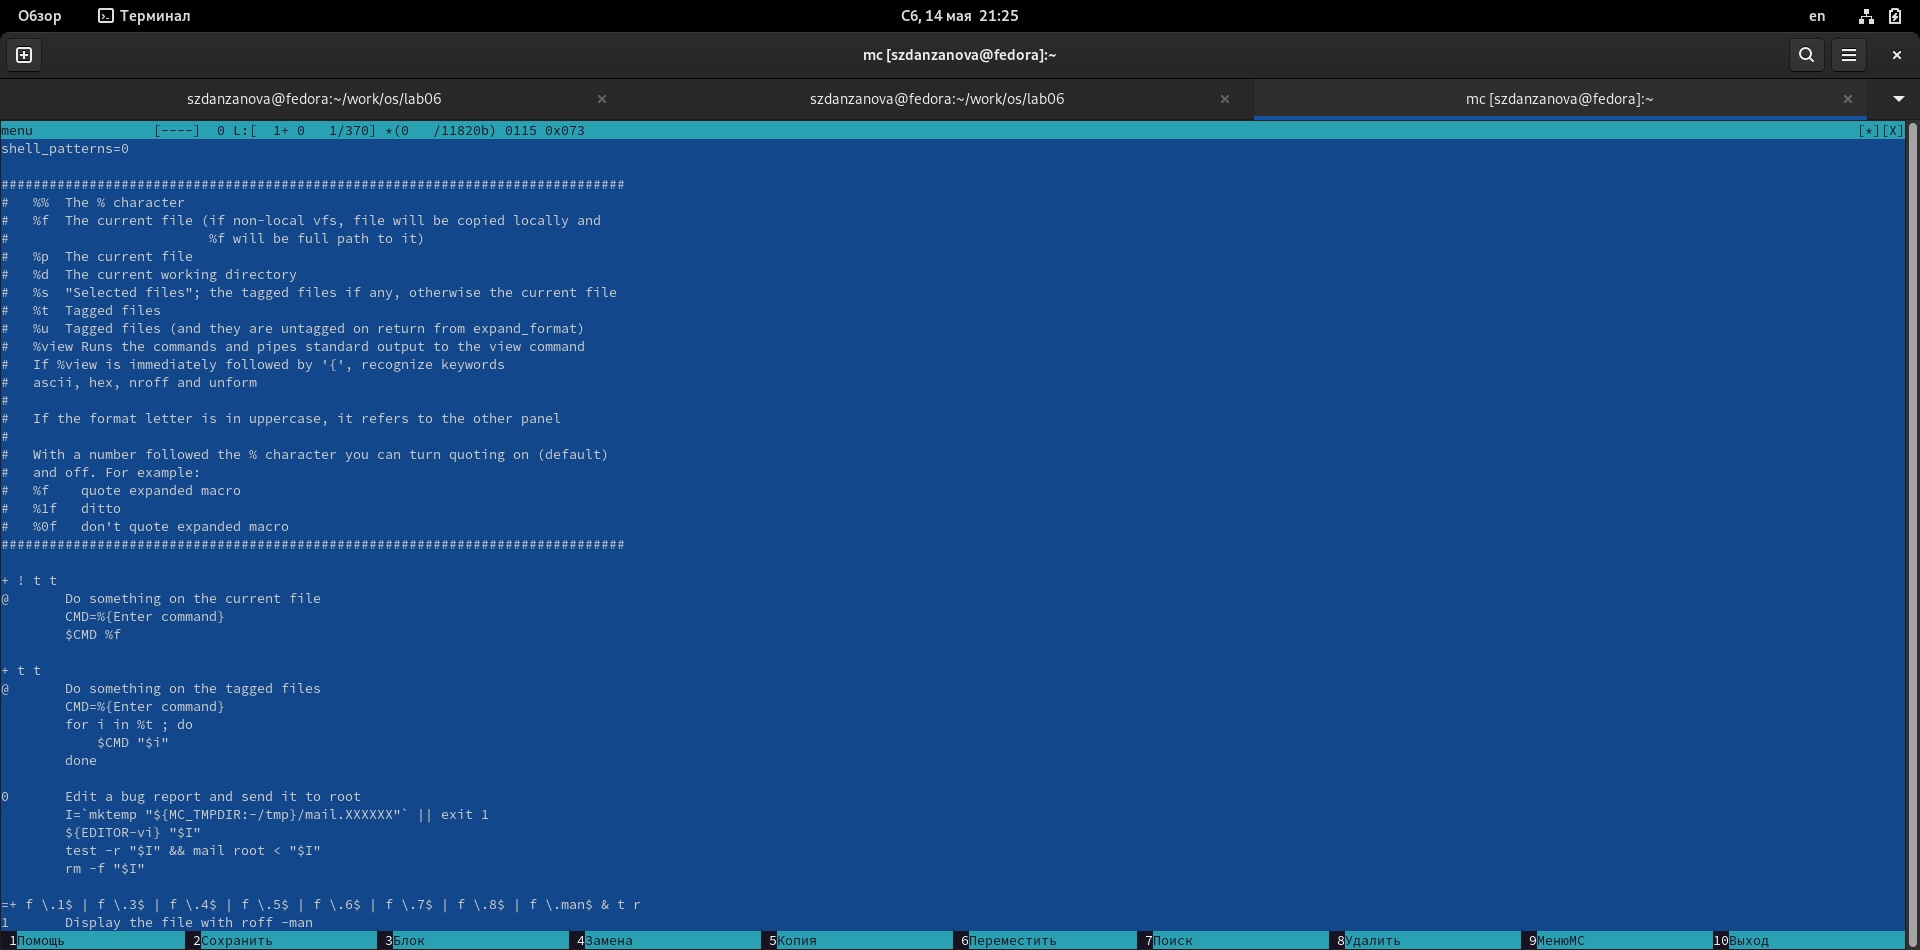 Обзор Терминал Сб, 14 мая 21:25 en
mc [szdanzanova@fedora]:~
szdanzanova@fedora:~/work/os/lab06 szdanzanova@fedora:~/work/os/lab06 mc [szdanzanova@fedora]:~
menu [----] 0 L:[ 1+ 0 1/370] *(0 /11820b) 0115 0x073 [*][X]
shell_patterns=0
##############################################################################
# %% The % character
# %f The current file (if non-local vfs, file will be copied locally and
# %f will be full path to it)
# %p The current file
# %d The current working directory
# %s "Selected files"; the tagged files if any, otherwise the current file
# %t Tagged files
# %u Tagged files (and they are untagged on return from expand_format)
# %view Runs the commands and pipes standard output to the view command
# If %view is immediately followed by '{', recognize keywords
# ascii, hex, nroff and unform
#
# If the format letter is in uppercase, it refers to the other panel
#
# With a number followed the % character you can turn quoting on (default)
# and off. For example:
# %f quote expanded macro
# %1f ditto
# %0f don't quote expanded macro
##############################################################################
+ ! t t
@ Do something on the current file
CMD=%{Enter command}
$CMD %f
+ t t
@ Do something on the tagged files
CMD=%{Enter command}
for i in %t ; do
$CMD "$i"
done
0 Edit a bug report and send it to root
I=`mktemp "${MC_TMPDIR:-/tmp}/mail.XXXXXX"` || exit 1
${EDITOR-vi} "$I"
test -r "$I" && mail root < "$I"
rm -f "$I"
=+ f \.1$ | f \.3$ | f \.4$ | f \.5$ | f \.6$ | f \.7$ | f \.8$ | f \.man$ & t r
1 Display the file with roff -man
1Помощь 2Сохранить 3Блок 4Замена 5Копия 6Переместить 7Поиск 8Удалить 9МенюМС 10Выход